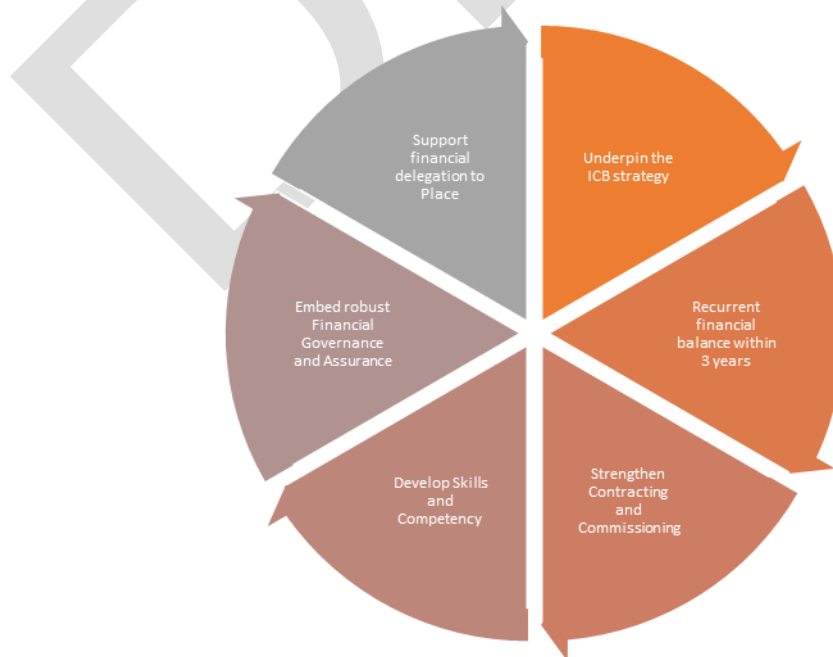 Support
financial
delegation to
Place
Underpin the
ICB strategy
Embed robust
Financial
Governance
and Assurance
Recurrent
financial
balance within
3 years
Develop Skills
and
Competency
Strengthen
Contracting
and
Commissioning